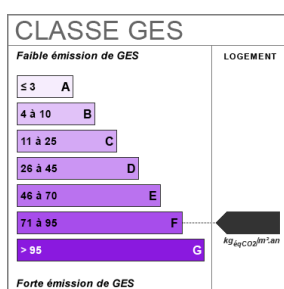 CLASSE GES
Faible émission de GES
LOGEMENT
≤ 3 A
4 à 10 B
11 à 25 C
26 à 45 D
46 à 70 E
71 à 95 F
kgéqCO2/m².an
> 95 G
Forte émission de GES